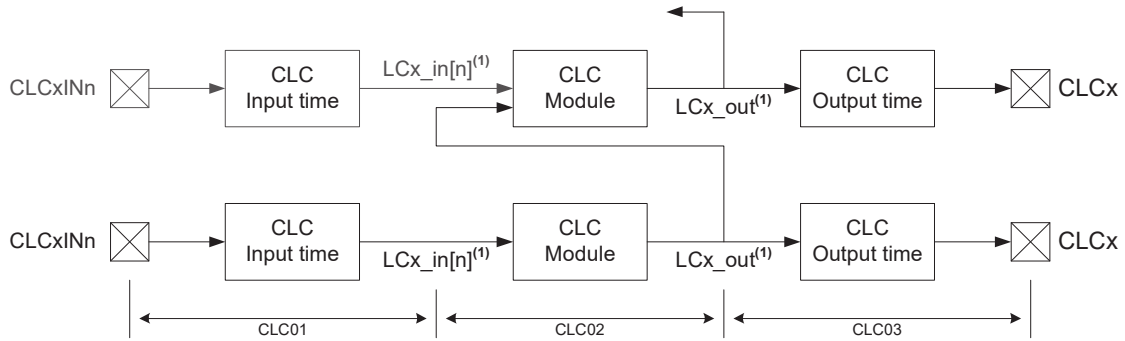 LCx_in[n](1)
CLCxINn
CLC
Input time
CLC
Module
LCx_out(1)
CLC
Output time
CLCx
CLCxINn
CLC
Input time
LCx_in[n](1)
CLC
Module
LCx_out(1)
CLC
Output time
CLCx
CLC01
CLC02
CLC03